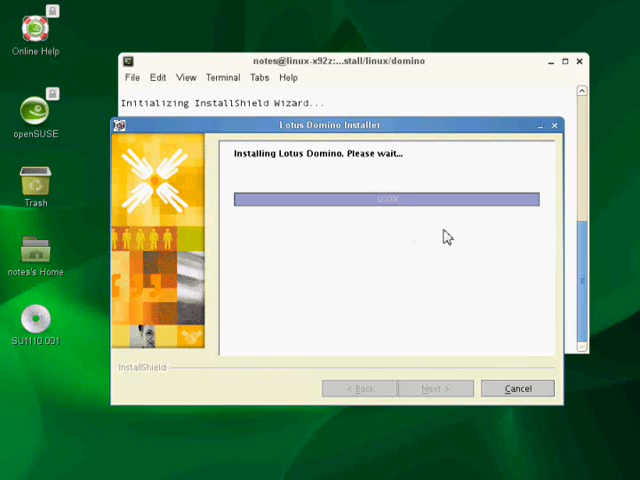 Online Help
openSUSE
Trash
notes's Home
SU1110.001
notes@linux-x92z:...stall/linux/domino
File Edit View Terminal Tabs Help
Initializing InstallShield Wizard...
Lotus Domino Installer
Installing Lotus Domino. Please wait...
100%
InstallShield
< Back Next > Cancel